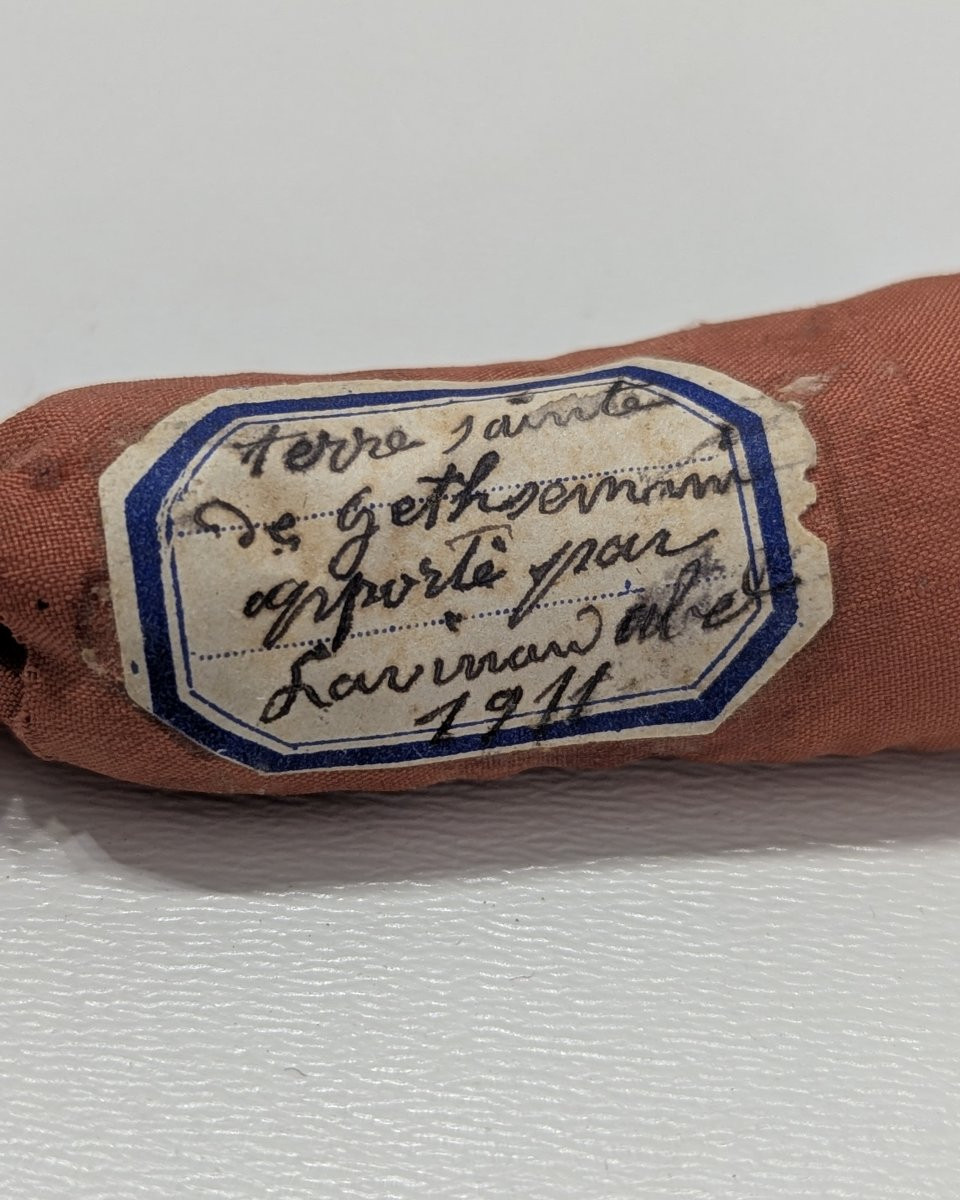 terre sainte
de gethsemani
apporté par
1911